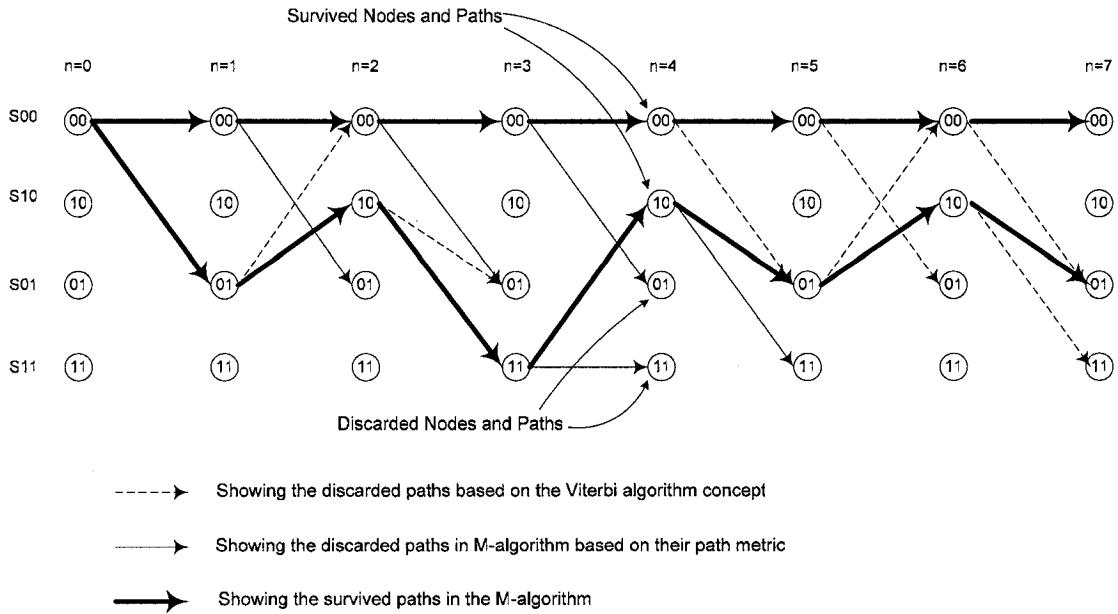 Survived Nodes and Paths
n=0 n=1 n=2 n=3 n=4 n=5 n=6 n=7
S00 00 00 00 00 00 00 00 00
S10 10 10 10 10 10 10 10 10
S01 01 01 01 01 01 01 01 01
S11 11 11 11 11 11 11 11 11
Discarded Nodes and Paths
Showing the discarded paths based on the Viterbi algorithm concept
Showing the discarded paths in M-algorithm based on their path metric
Showing the survived paths in the M-algorithm